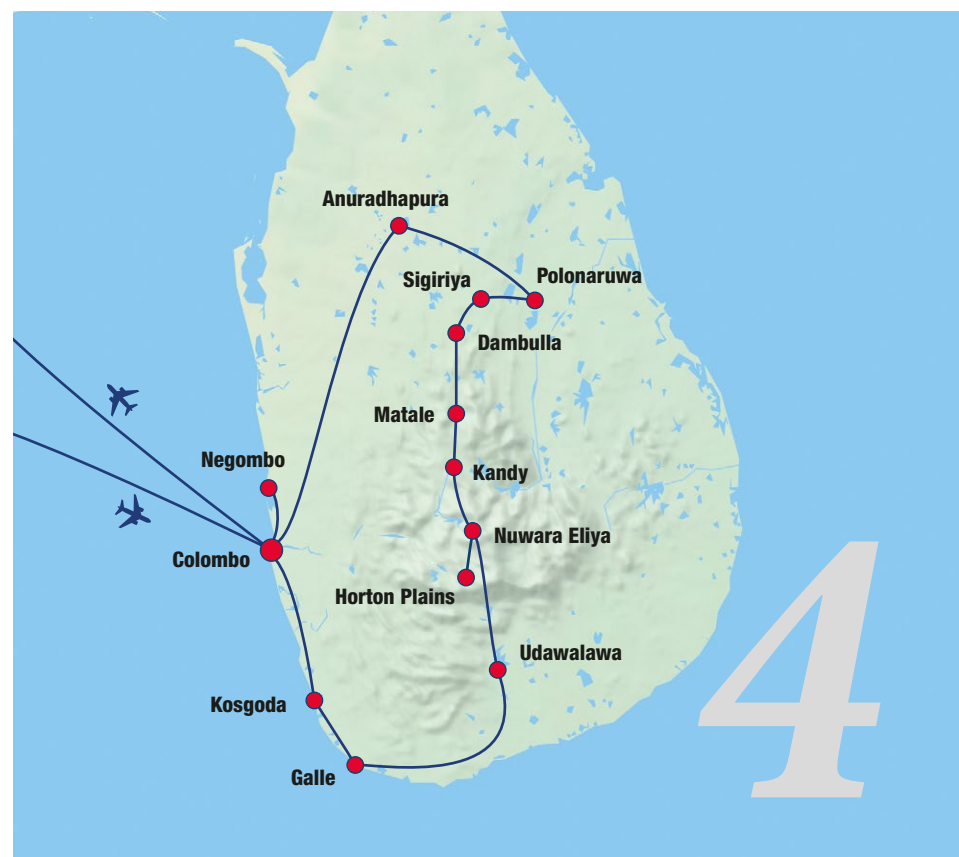 Anuradhapura
Sigiriya
Polonaruwa
Dambulla
Matale
Negombo
Kandy
Nuwara Eliya
Colombo
Horton Plains
Udawalawa
Kosgoda
Galle
4